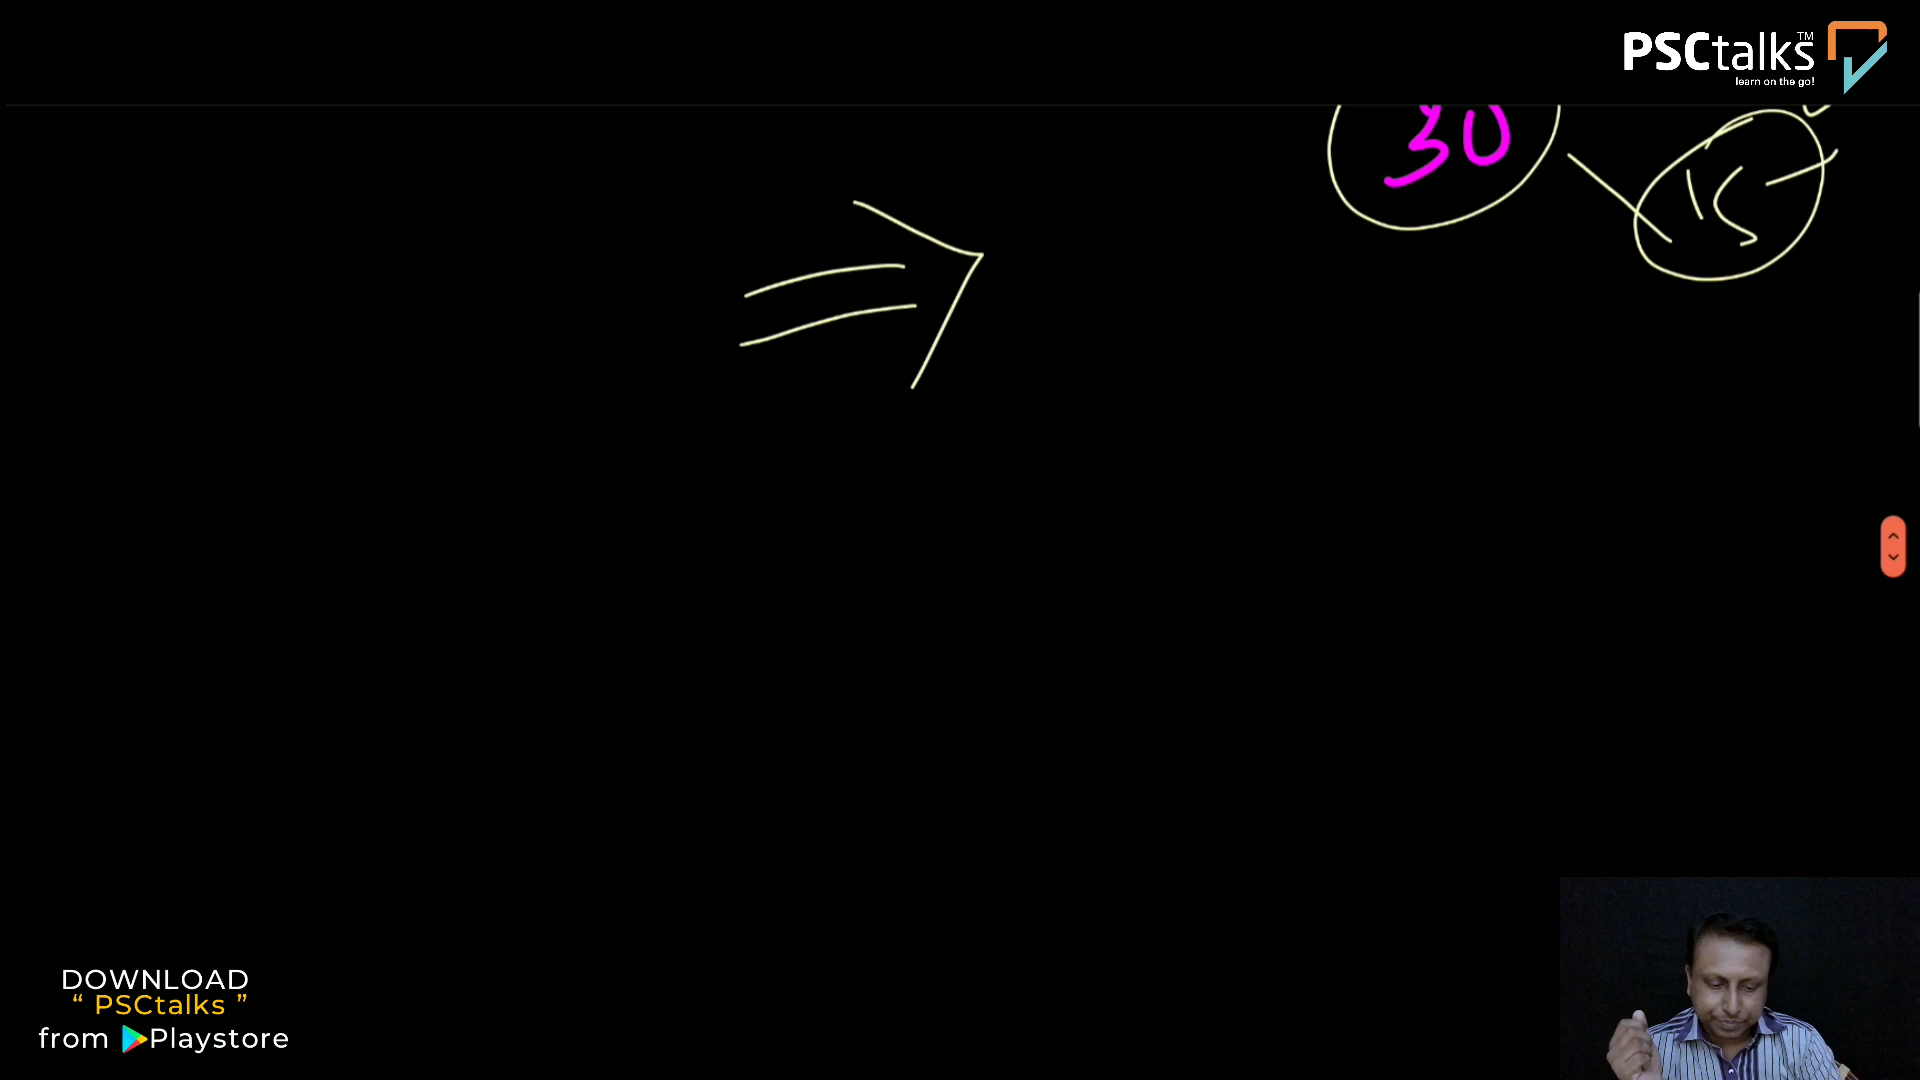 PSCtalks™
learn on the go!
30
15
DOWNLOAD
“ PSCtalks ”
from Playstore